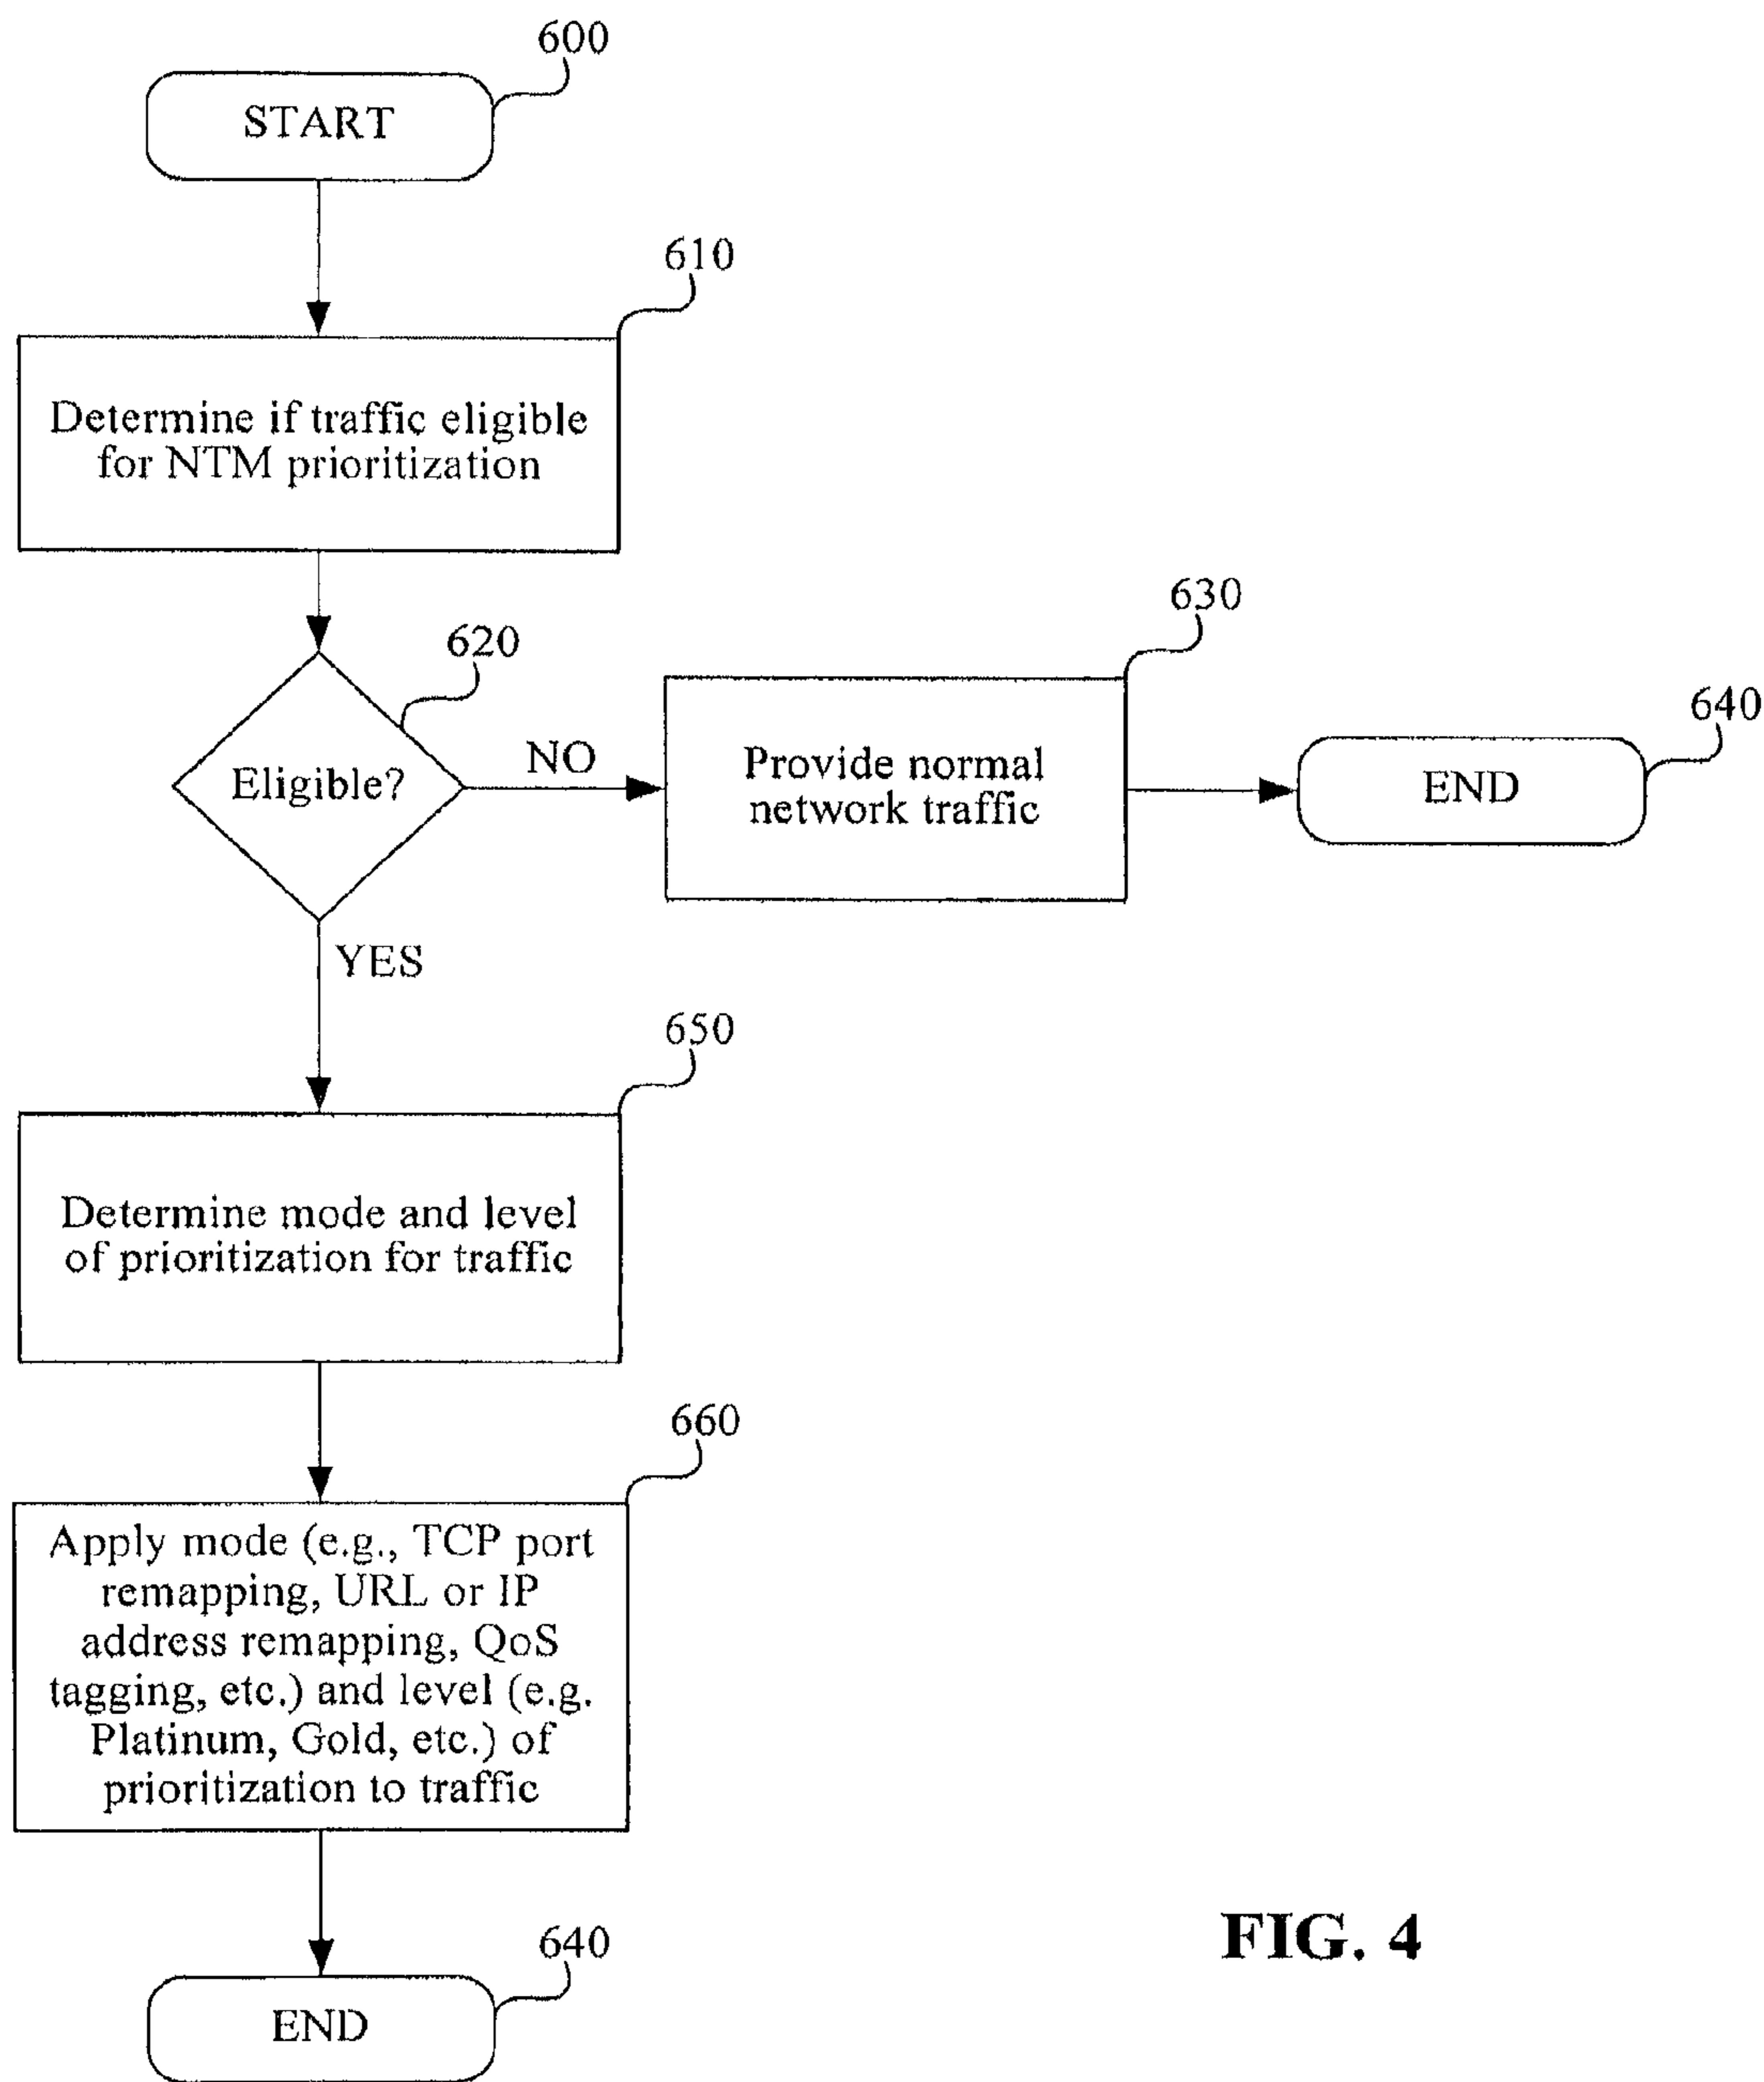 600
START
610
Determine if traffic eligible
for NTM prioritization
620
Eligible?
NO
630
Provide normal
network traffic
640
END
YES
650
Determine mode and level
of prioritization for traffic
660
Apply mode (e.g., TCP port
remapping, URL or IP
address remapping, QoS
tagging, etc.) and level (e.g.
Platinum, Gold, etc.) of
prioritization to traffic
640
END
FIG. 4